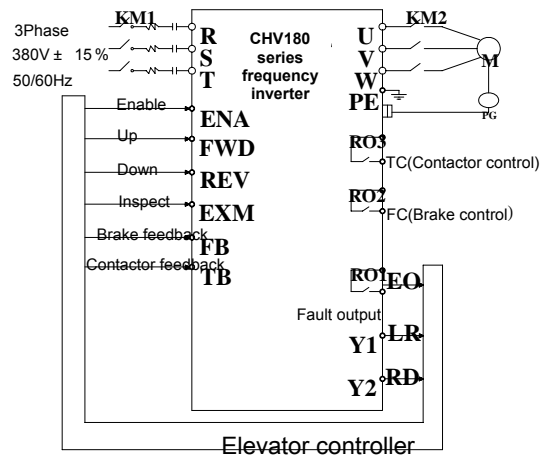 KM1
3Phase
380V ± 15 %
50/60Hz
R
S
T
CHV180
series
frequency
inverter
U
V
W
PE
KM2
M
PG
Enable
ENA
Up
FWD
Down
REV
Inspect
EXM
Brake feedback
FB
Contactor feedback
TB
RO3
TC(Contactor control)
RO2
FC(Brake control)
RO1
EO
Fault output
Y1
LR
Y2
RD
Elevator controller